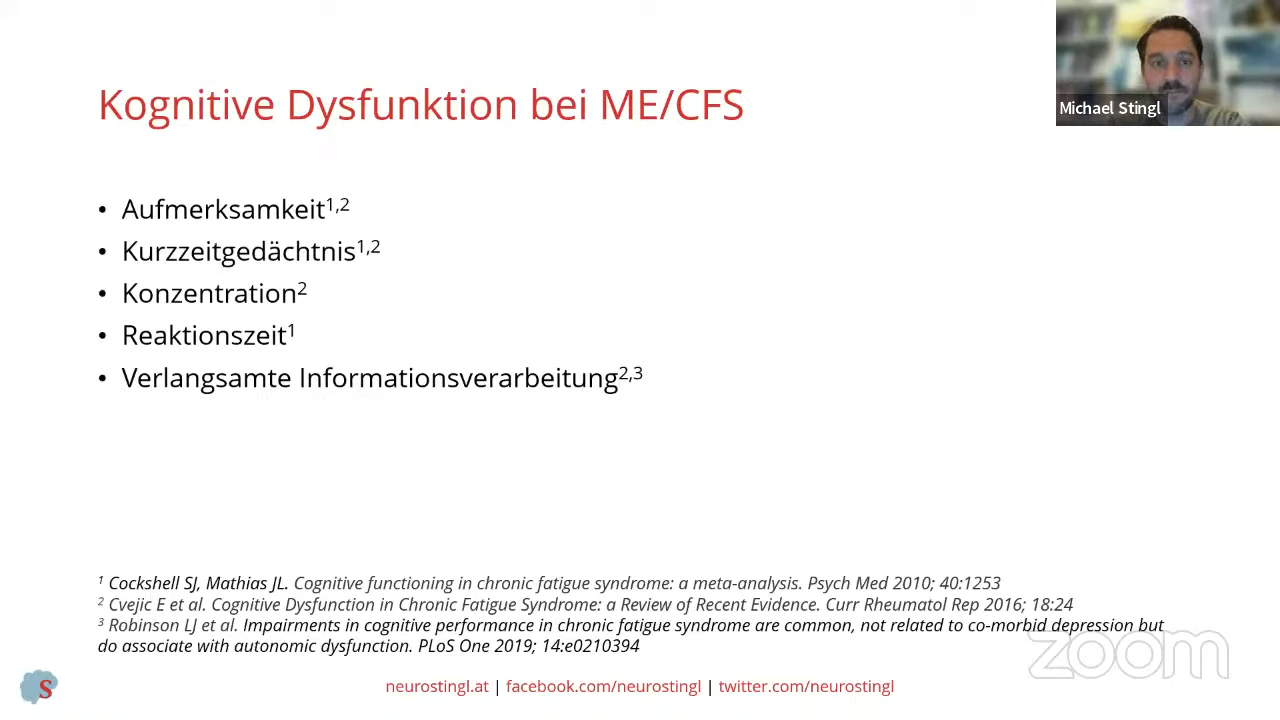 Michael Stingl
Kognitive Dysfunktion bei ME/CFS
• Aufmerksamkeit1,2
• Kurzzeitgedächtnis1,2
• Konzentration2
• Reaktionszeit1
• Verlangsamte Informationsverarbeitung2,3
1 Cockshell SJ, Mathias JL. Cognitive functioning in chronic fatigue syndrome: a meta-analysis. Psych Med 2010; 40:1253
2 Cvejic E et al. Cognitive Dysfunction in Chronic Fatigue Syndrome: a Review of Recent Evidence. Curr Rheumatol Rep 2016; 18:24
3 Robinson LJ et al. Impairments in cognitive performance in chronic fatigue syndrome are common, not related to co-morbid depression but
do associate with autonomic dysfunction. PLoS One 2019; 14:e0210394
zoom
S
neurostingl.at | facebook.com/neurostingl | twitter.com/neurostingl